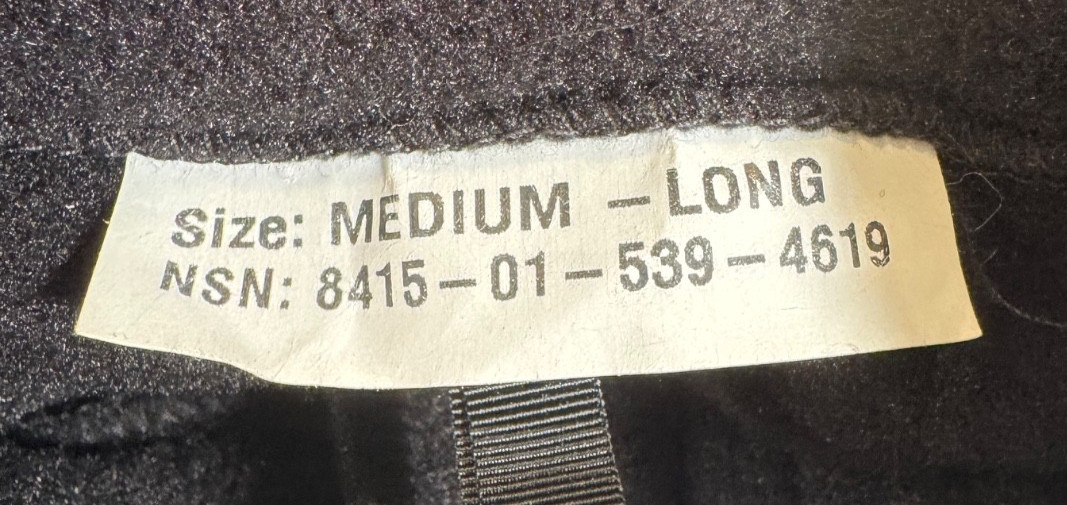 Size: MEDIUM – LONG
NSN: 8415 – 01 – 539 – 4619